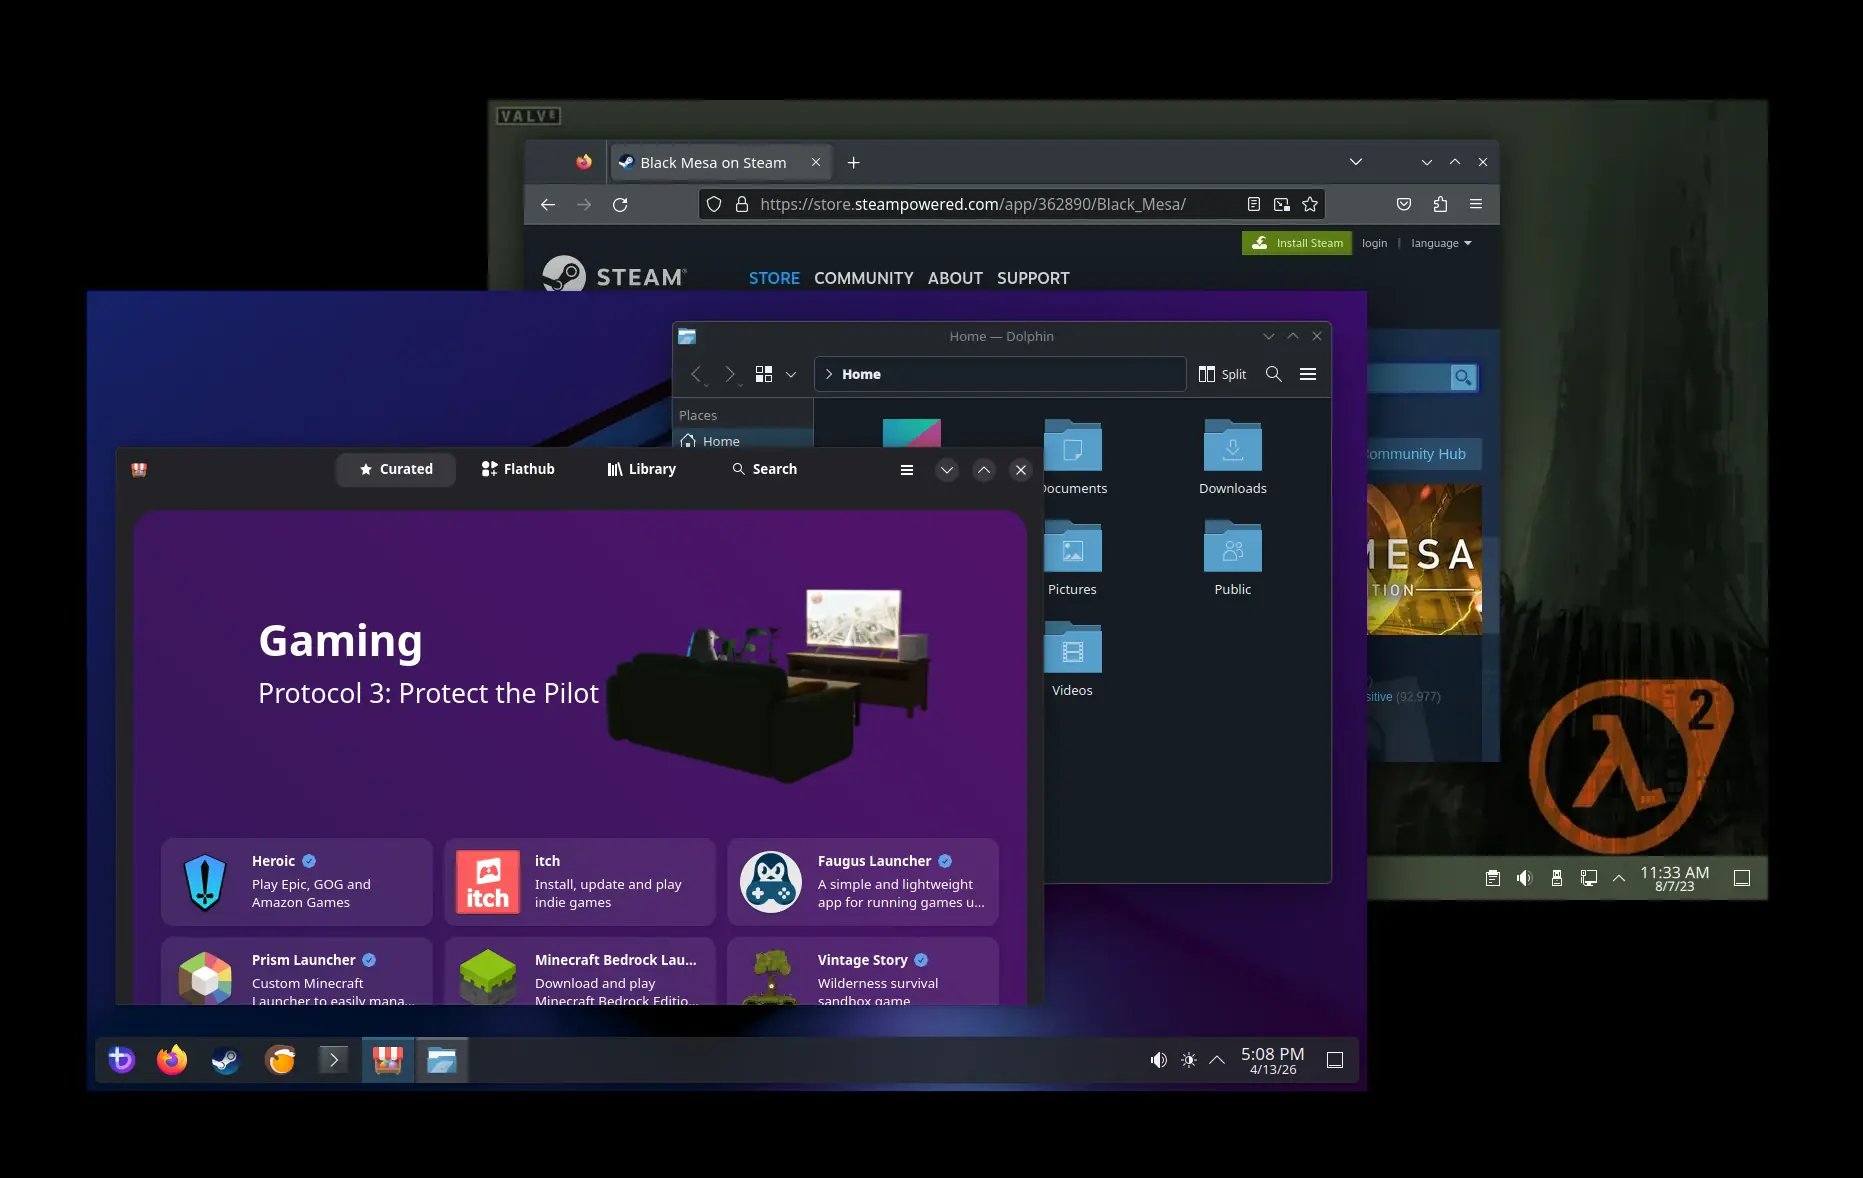 VALVE
Black Mesa on Steam
https://store.steampowered.com/app/362890/Black_Mesa/
Install Steam login | language
STEAM
STORE COMMUNITY ABOUT SUPPORT
Home — Dolphin
Home
Split
Places
Home
Documents
Downloads
Pictures
Public
Videos
Community Hub
MESA
(92,977)
2
11:33 AM
8/7/23
Curated
Flathub
Library
Search
Gaming
Protocol 3: Protect the Pilot
Heroic
Play Epic, GOG and
Amazon Games
itch
itch
Install, update and play
indie games
Faugus Launcher
A simple and lightweight
app for running games u...
Prism Launcher
Custom Minecraft
Launcher to easily mana...
Minecraft Bedrock Lau...
Download and play
Minecraft Bedrock Editio...
Vintage Story
Wilderness survival
sandbox game
5:08 PM
4/13/26